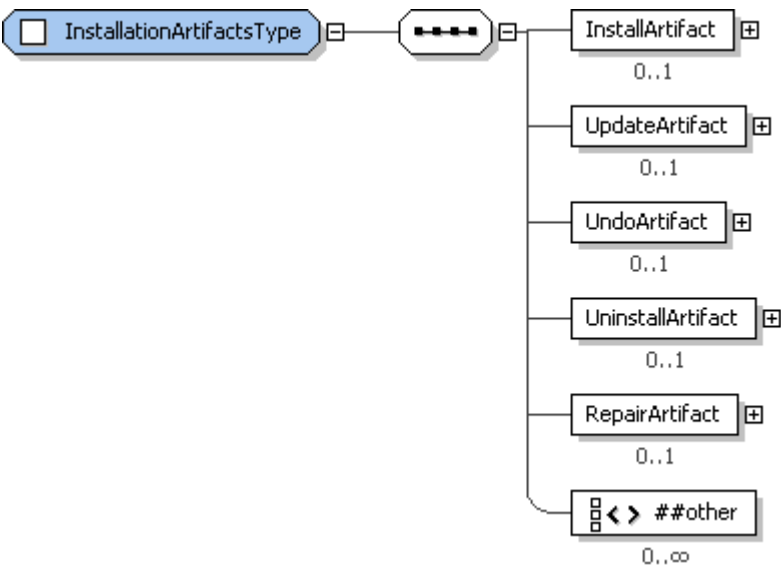 InstallationArtifactsType
InstallArtifact
0..1
UpdateArtifact
0..1
UndoArtifact
0..1
UninstallArtifact
0..1
RepairArtifact
0..1
##other
0..∞